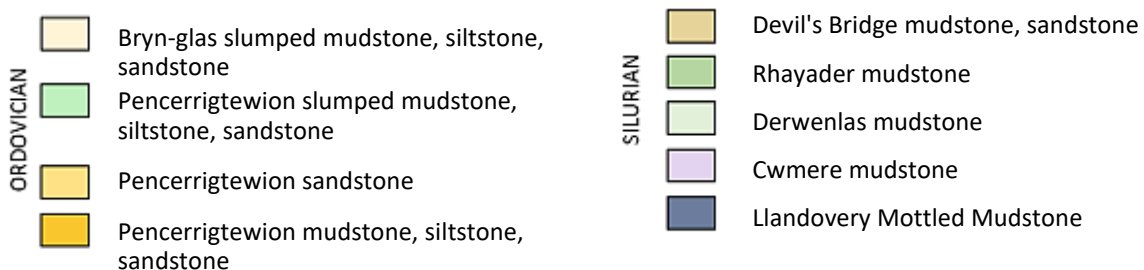 ORDOVICIAN
Bryn-glas slumped mudstone, siltstone,
sandstone
Pencerrigtewion slumped mudstone,
siltstone, sandstone
Pencerrigtewion sandstone
Pencerrigtewion mudstone, siltstone,
sandstone
SILURIAN
Devil's Bridge mudstone, sandstone
Rhayader mudstone
Derwenlas mudstone
Cwmere mudstone
Llandovery Mottled Mudstone